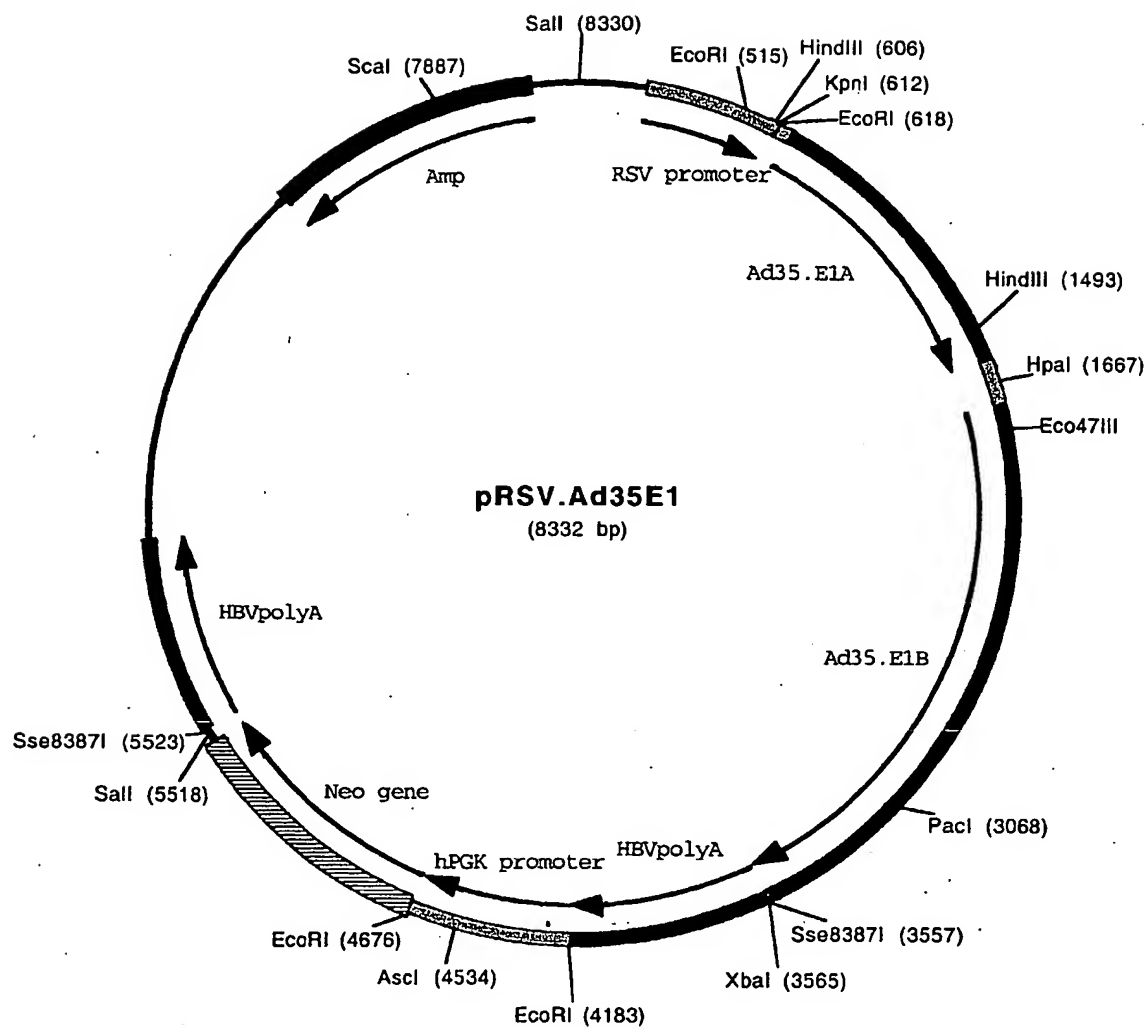 SalI (8330)
ScaI (7887)
EcoRI (515)
HindIII (606)
KpnI (612)
EcoRI (618)
Amp
RSV promoter
Ad35.E1A
HindIII (1493)
HpaI (1667)
Eco47III
pRSV.Ad35E1
(8332 bp)
HBVpolyA
Ad35.E1B
Sse8387I (5523)
SalI (5518)
Neo gene
PacI (3068)
hPGK promoter
HBVpolyA
Sse8387I (3557)
EcoRI (4676)
AscI (4534)
XbaI (3565)
EcoRI (4183)